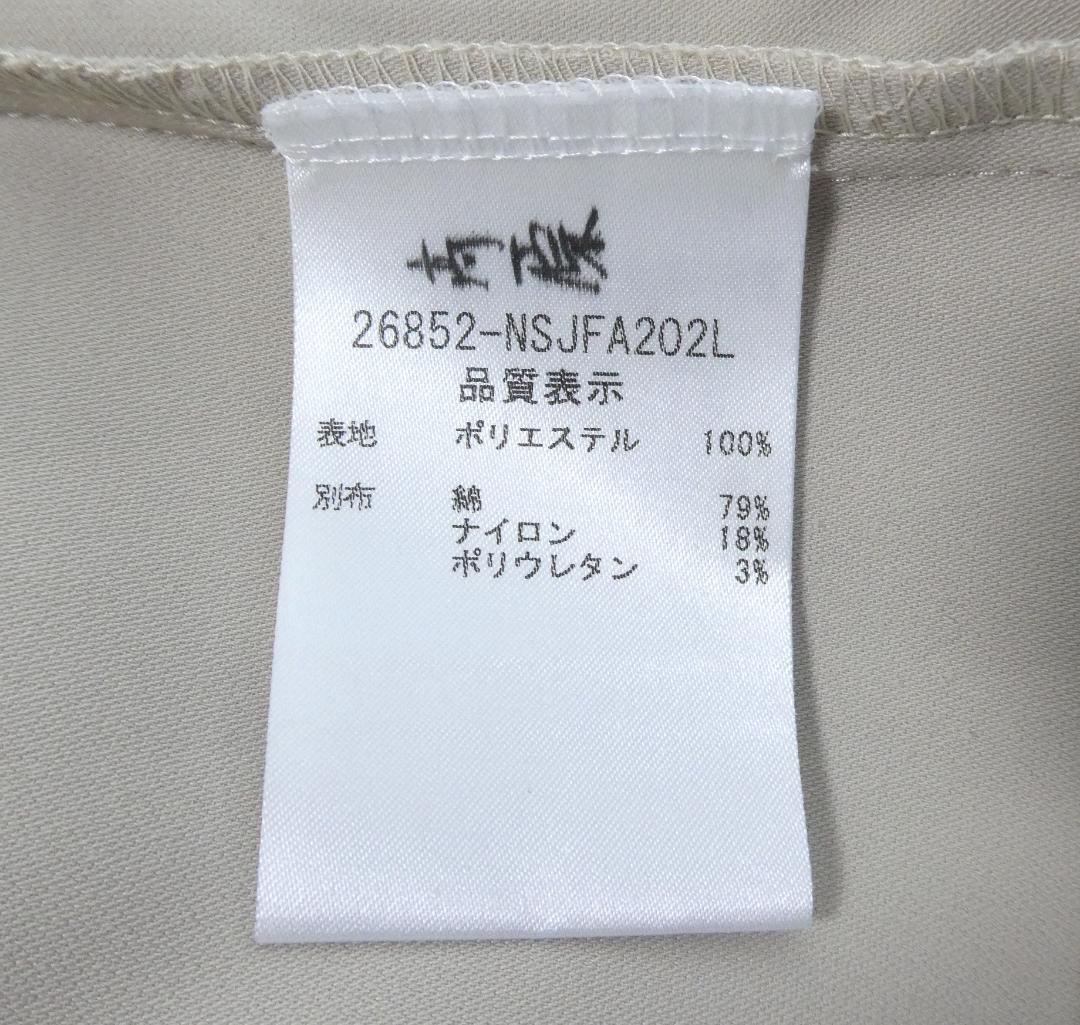 26852-NSJFA202L
品質表示
表地 ポリエステル 100%
別布 綿 79%
ナイロン 18%
ポリウレタン 3%